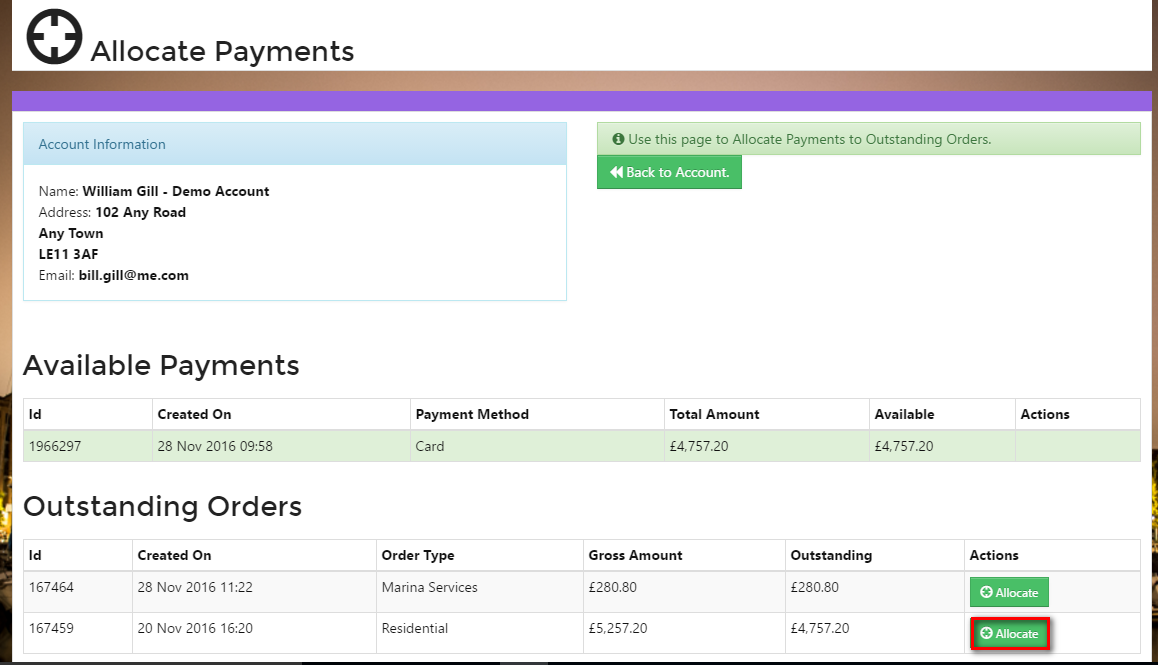 Allocate Payments
Account Information
Name: William Gill - Demo Account
Address: 102 Any Road
Any Town
LE11 3AF
Email: bill.gill@me.com
Use this page to Allocate Payments to Outstanding Orders.
Back to Account.
Available Payments
Id Created On Payment Method Total Amount Available Actions
1966297 28 Nov 2016 09:58 Card £4,757.20 £4,757.20
Outstanding Orders
Id Created On Order Type Gross Amount Outstanding Actions
167464 28 Nov 2016 11:22 Marina Services £280.80 £280.80 Allocate
167459 20 Nov 2016 16:20 Residential £5,257.20 £4,757.20 Allocate